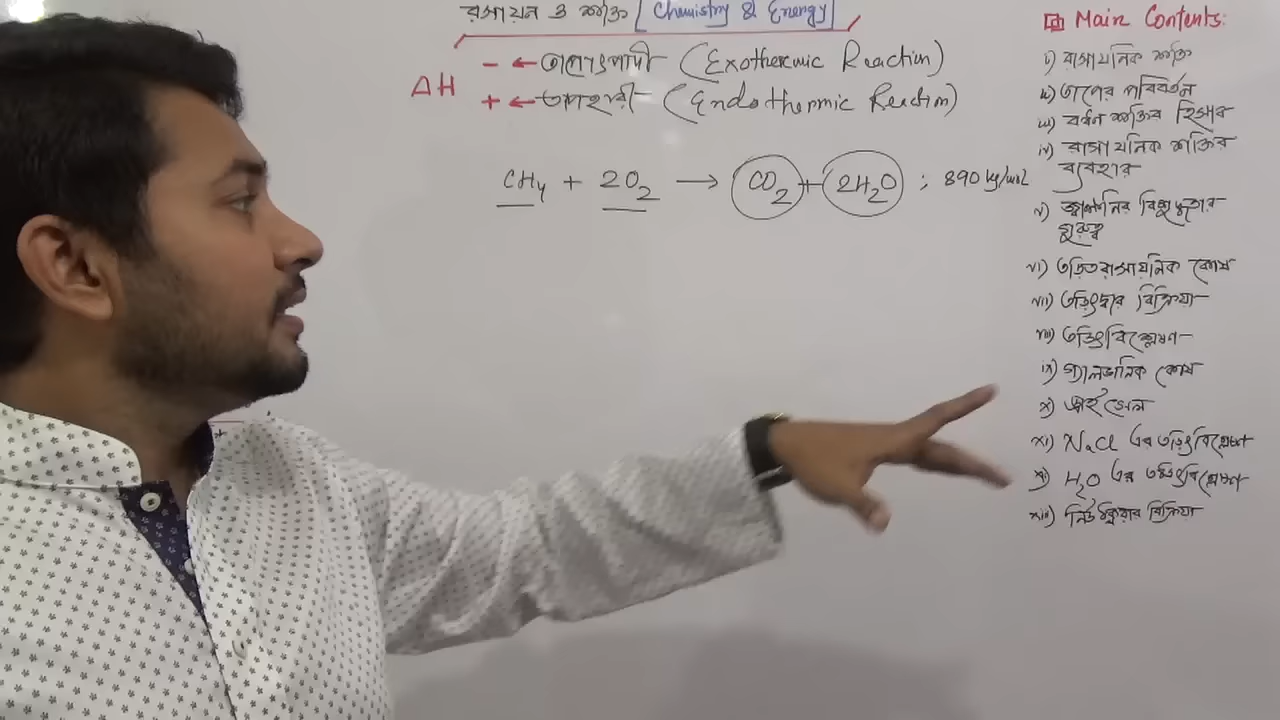 রসায়ন ও শক্তি [Chemistry & Energy]
ΔH
- ← তাপোৎপাদী (Exothermic Reaction)
+ ← তাপহারী (Endothermic Reaction)
CH4 + 2O2 → CO2 + 2H2O ; 890 kJ/mol
Main Contents:
i) রাসায়নিক শক্তি
ii) তাপের পরিবর্তন
iii) বন্ধন শক্তির হিসাব
iv) রাসায়নিক শক্তির
ব্যবহার
v) জ্বালানির বিশুদ্ধতার
গুরুত্ব
vi) তড়িৎরাসায়নিক কোষ
vii) তড়িৎদ্বার বিক্রিয়া
viii) তড়িৎবিশ্লেষণ
ix) গ্যালভানিক কোষ
x) ড্রাই সেল
xi) NaCl এর তড়িৎবিশ্লেষণ
xii) H2O এর তড়িৎবিশ্লেষণ
xiii) নিউক্লিয়ার বিক্রিয়া